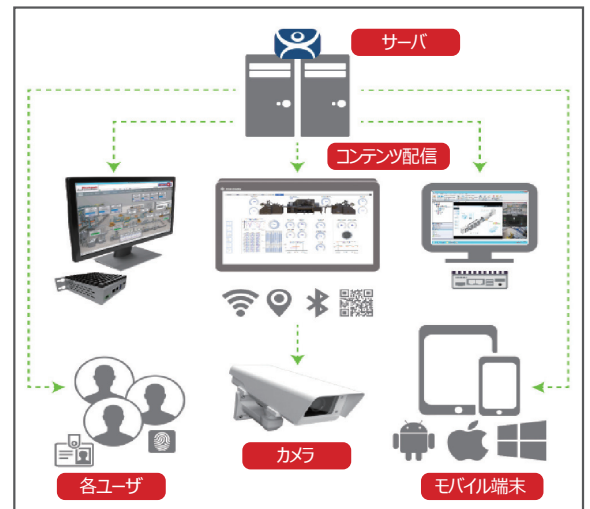 サーバ
コンテンツ配信
カメラ
各ユーザ
モバイル端末